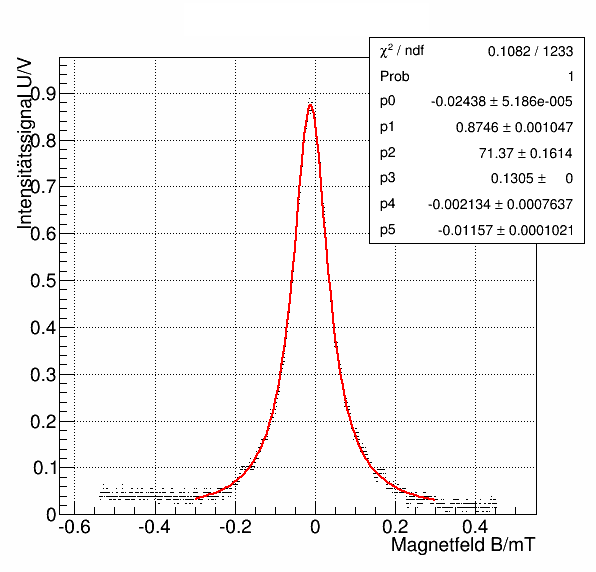 χ² / ndf 0.1082 / 1233
Prob 1
p0 -0.02438 ± 5.186e-005
p1 0.8746 ± 0.001047
p2 71.37 ± 0.1614
p3 0.1305 ± 0
p4 -0.002134 ± 0.0007637
p5 -0.01157 ± 0.0001021
Intensitätssignal U/V
0.9
0.8
0.7
0.6
0.5
0.4
0.3
0.2
0.1
0
-0.6 -0.4 -0.2 0 0.2 0.4
Magnetfeld B/mT